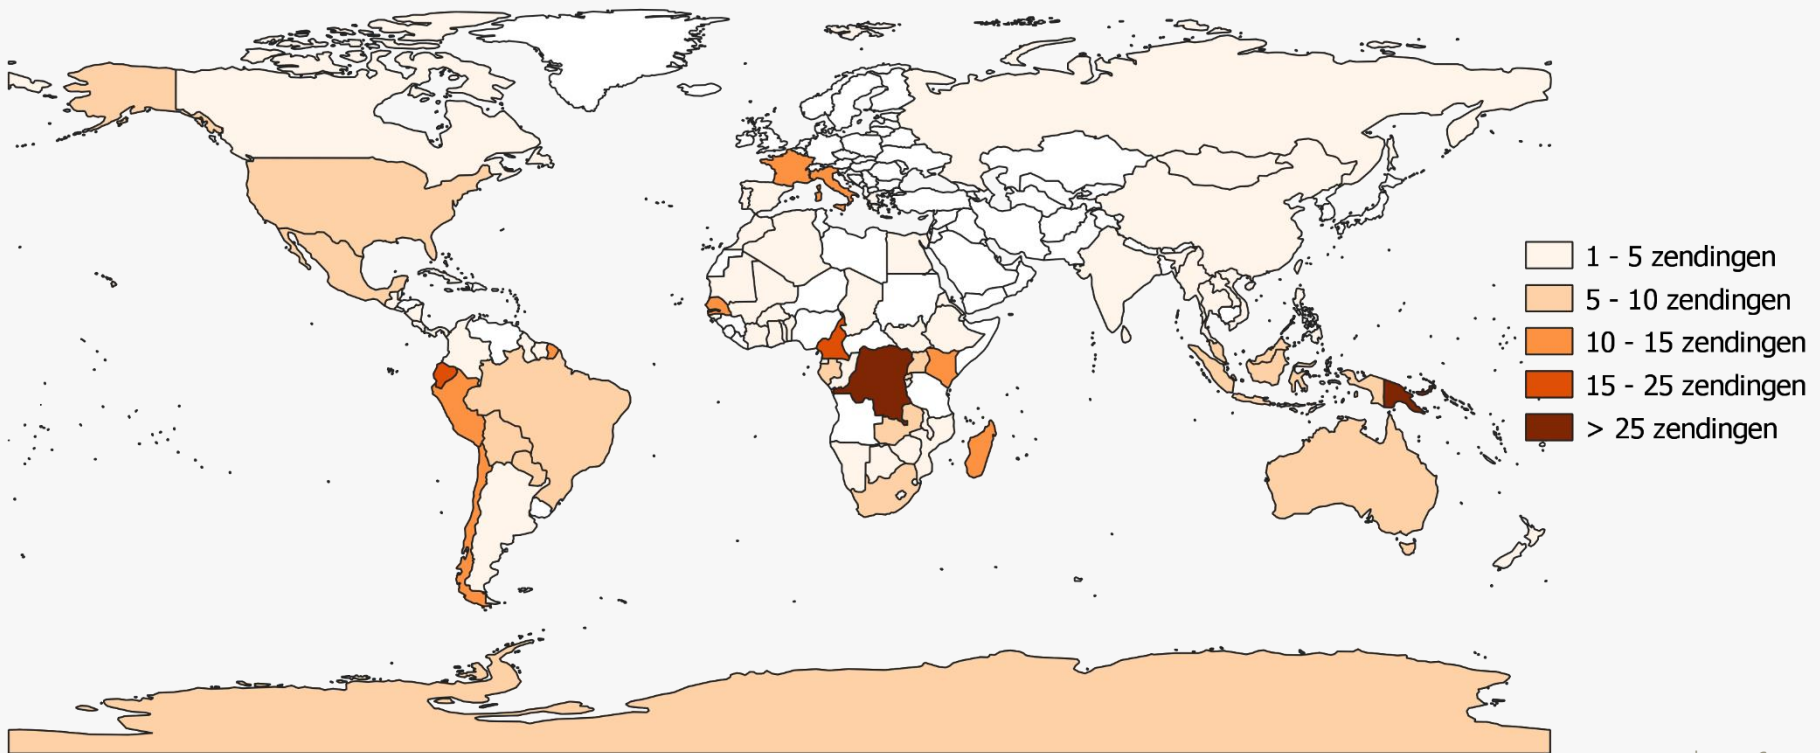 1 - 5 zendingen
5 - 10 zendingen
10 - 15 zendingen
15 - 25 zendingen
> 25 zendingen